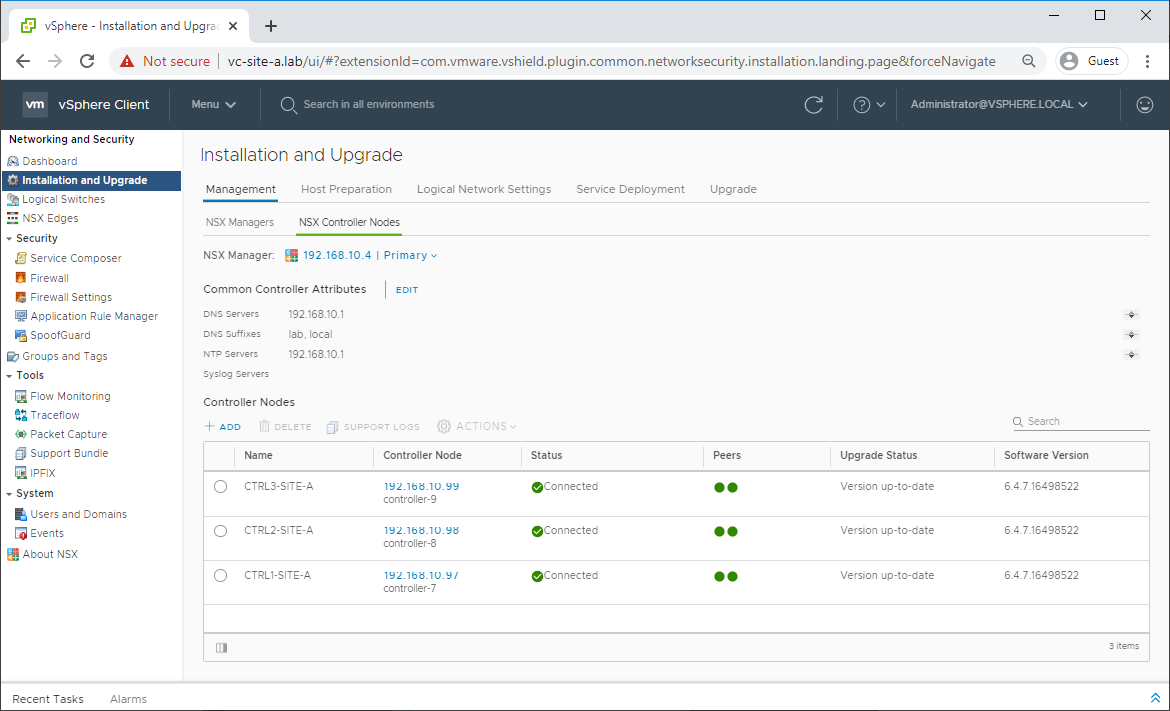 vSphere - Installation and Upgra
Not secure
vc-site-a.lab/ui/#?extensionId=com.vmware.vshield.plugin.common.networksecurity.installation.landing.page&forceNavigate
Guest
vm vSphere Client
Menu
Search in all environments
Administrator@VSPHERE.LOCAL
Networking and Security
Dashboard
Installation and Upgrade
Logical Switches
NSX Edges
Security
Service Composer
Firewall
Firewall Settings
Application Rule Manager
SpoofGuard
Groups and Tags
Tools
Flow Monitoring
Traceflow
Packet Capture
Support Bundle
IPFIX
System
Users and Domains
Events
About NSX
Installation and Upgrade
Management Host Preparation Logical Network Settings Service Deployment Upgrade
NSX Managers NSX Controller Nodes
NSX Manager: 192.168.10.4 | Primary
Common Controller Attributes EDIT
DNS Servers 192.168.10.1
DNS Suffixes lab, local
NTP Servers 192.168.10.1
Syslog Servers
Controller Nodes
ADD DELETE SUPPORT LOGS ACTIONS
Search
Name Controller Node Status Peers Upgrade Status Software Version
CTRL3-SITE-A 192.168.10.99 Connected Version up-to-date 6.4.7.16498522
controller-9
CTRL2-SITE-A 192.168.10.98 Connected Version up-to-date 6.4.7.16498522
controller-8
CTRL1-SITE-A 192.168.10.97 Connected Version up-to-date 6.4.7.16498522
controller-7
3 items
Recent Tasks Alarms